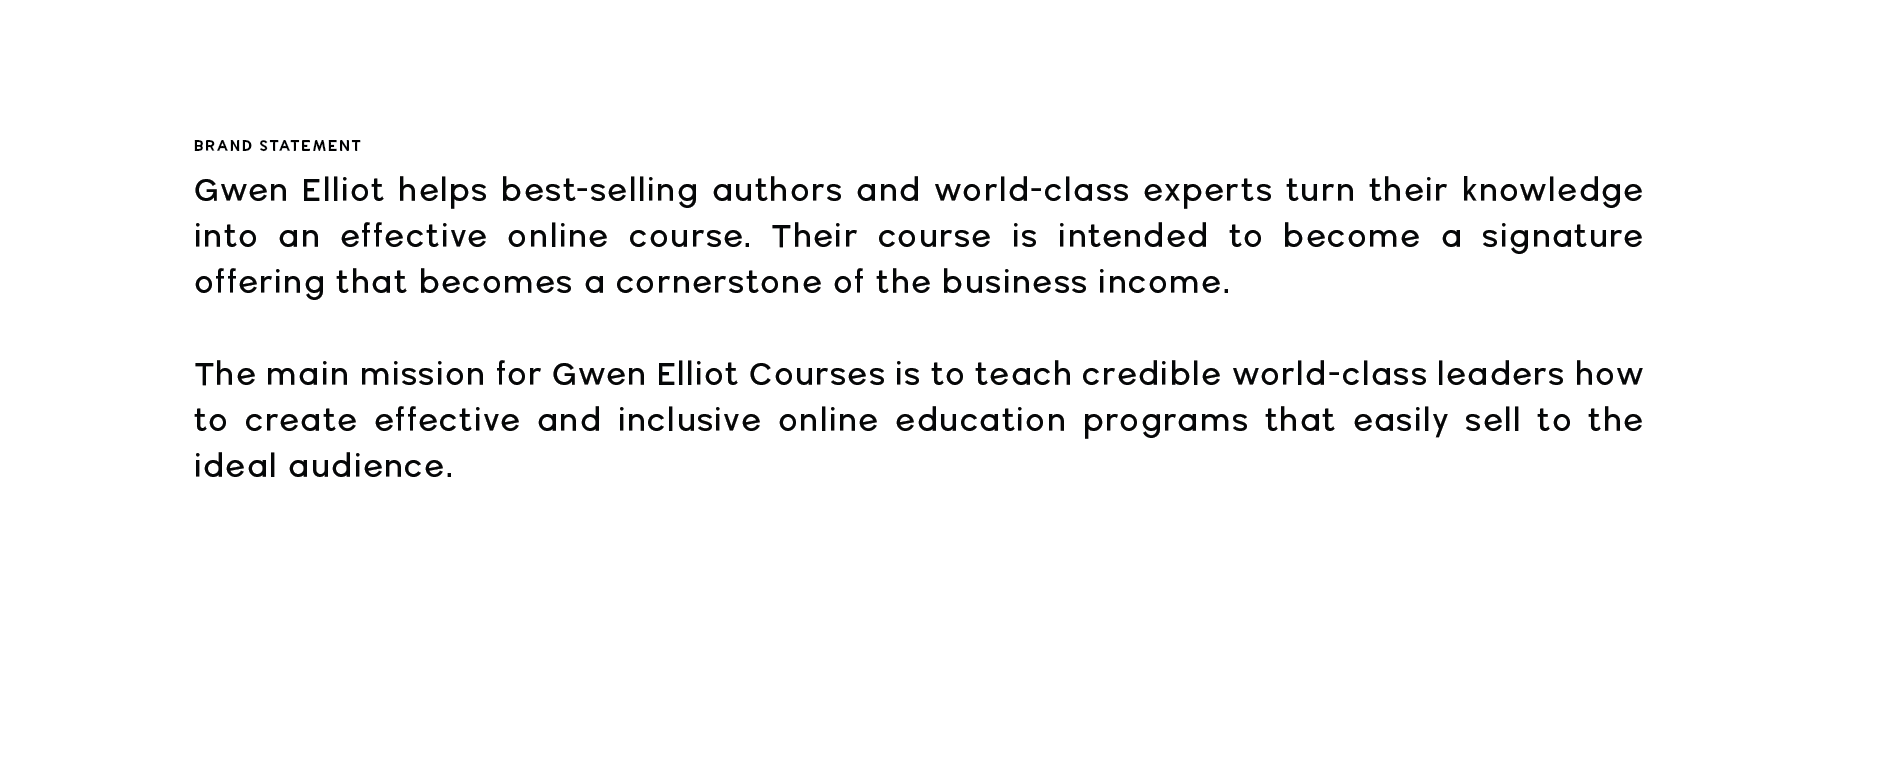 BRAND STATEMENT
Gwen Elliot helps best-selling authors and world-class experts turn their knowledge
into an effective online course. Their course is intended to become a signature
offering that becomes a cornerstone of the business income.
The main mission for Gwen Elliot Courses is to teach credible world-class leaders how
to create effective and inclusive online education programs that easily sell to the
ideal audience.